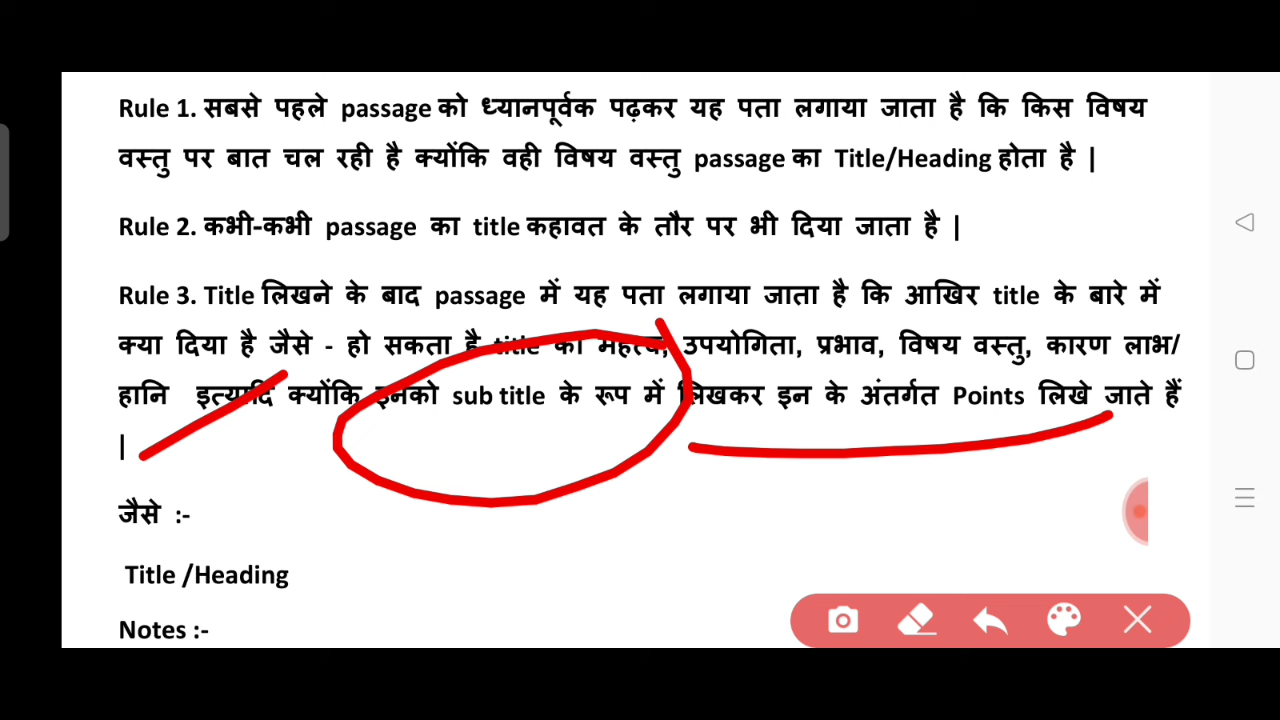 Rule 1. सबसे पहले passage को ध्यानपूर्वक पढ़कर यह पता लगाया जाता है कि किस विषय
वस्तु पर बात चल रही है क्योंकि वही विषय वस्तु passage का Title/Heading होता है |
Rule 2. कभी-कभी passage का title कहावत के तौर पर भी दिया जाता है |
Rule 3. Title लिखने के बाद passage में यह पता लगाया जाता है कि आखिर title के बारे में
क्या दिया है जैसे - हो सकता है title का महत्व, उपयोगिता, प्रभाव, विषय वस्तु, कारण लाभ/
हानि इत्यादि क्योंकि इनको sub title के रूप में लिखकर इन के अंतर्गत Points लिखे जाते हैं
|
जैसे :-
Title /Heading
Notes :-